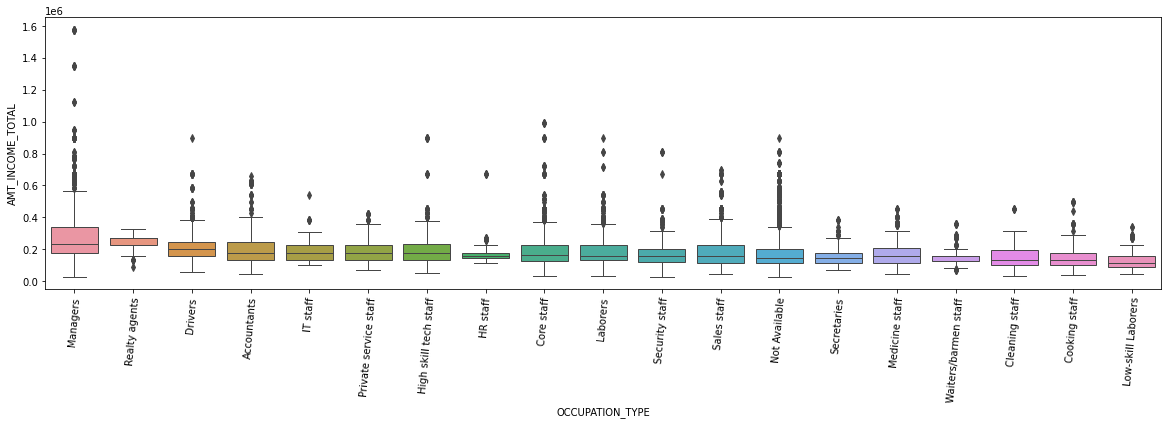 1e6
1.6
1.4
1.2
1.0
0.8
0.6
0.4
0.2
0.0
AMT_INCOME_TOTAL
Managers
Realty agents
Drivers
Accountants
IT staff
Private service staff
High skill tech staff
HR staff
Core staff
Laborers
Security staff
Sales staff
Not Available
Secretaries
Medicine staff
Waiters/barmen staff
Cleaning staff
Cooking staff
Low-skill Laborers
OCCUPATION_TYPE